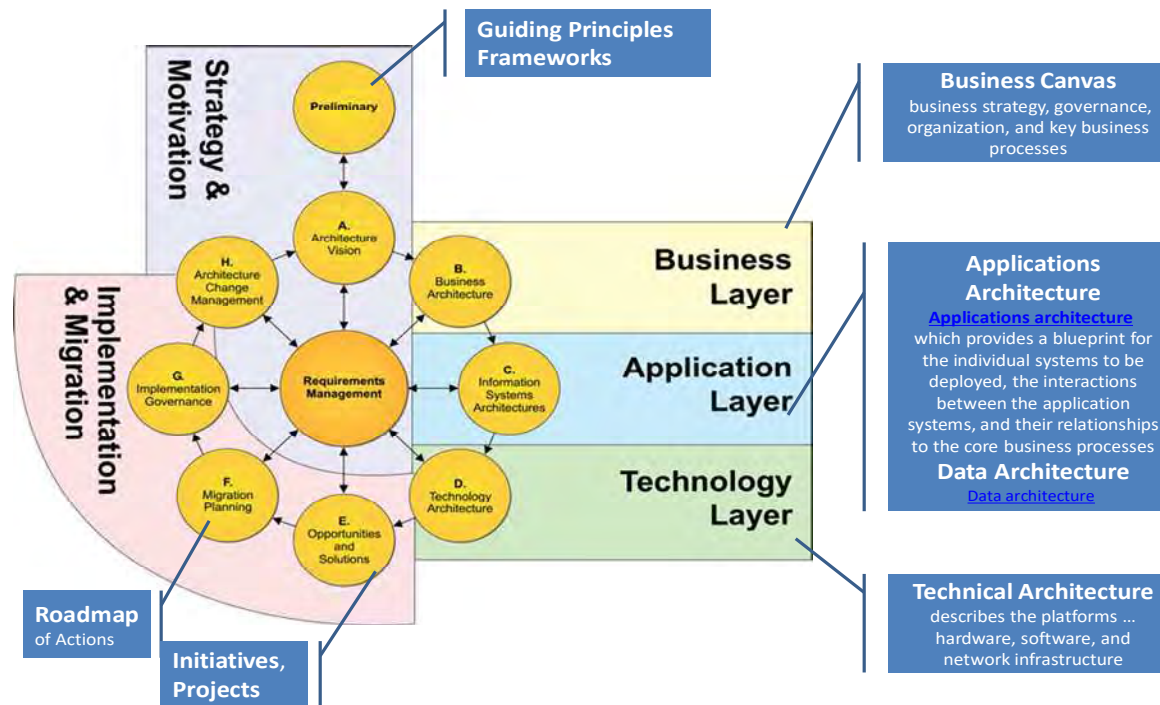 Guiding Principles
Frameworks
Strategy &
Motivation
Preliminary
Business Canvas
business strategy, governance,
organization, and key business
processes
A.
Architecture
Vision
H.
Architecture
Change
Management
B.
Business
Architecture
Business
Layer
Implementation
& Migration
G.
Implementation
Governance
Requirements
Management
C.
Information
Systems
Architectures
Application
Layer
Applications
Architecture
Applications architecture
which provides a blueprint for
the individual systems to be
deployed, the interactions
between the application
systems, and their relationships
to the core business processes
Data Architecture
Data architecture
F.
Migration
Planning
D.
Technology
Architecture
Technology
Layer
E.
Opportunities
and
Solutions
Roadmap
of Actions
Initiatives,
Projects
Technical Architecture
describes the platforms …
hardware, software, and
network infrastructure